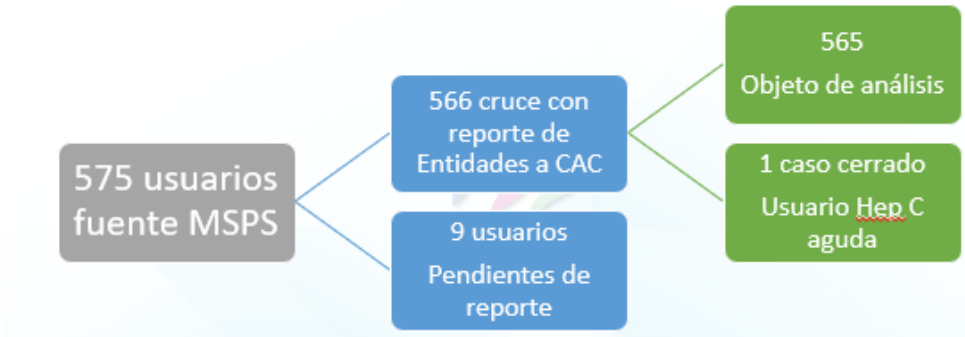 575 usuarios
fuente MSPS
566 cruce con
reporte de
Entidades a CAC
9 usuarios
Pendientes de
reporte
565
Objeto de análisis
1 caso cerrado
Usuario Hep C
aguda